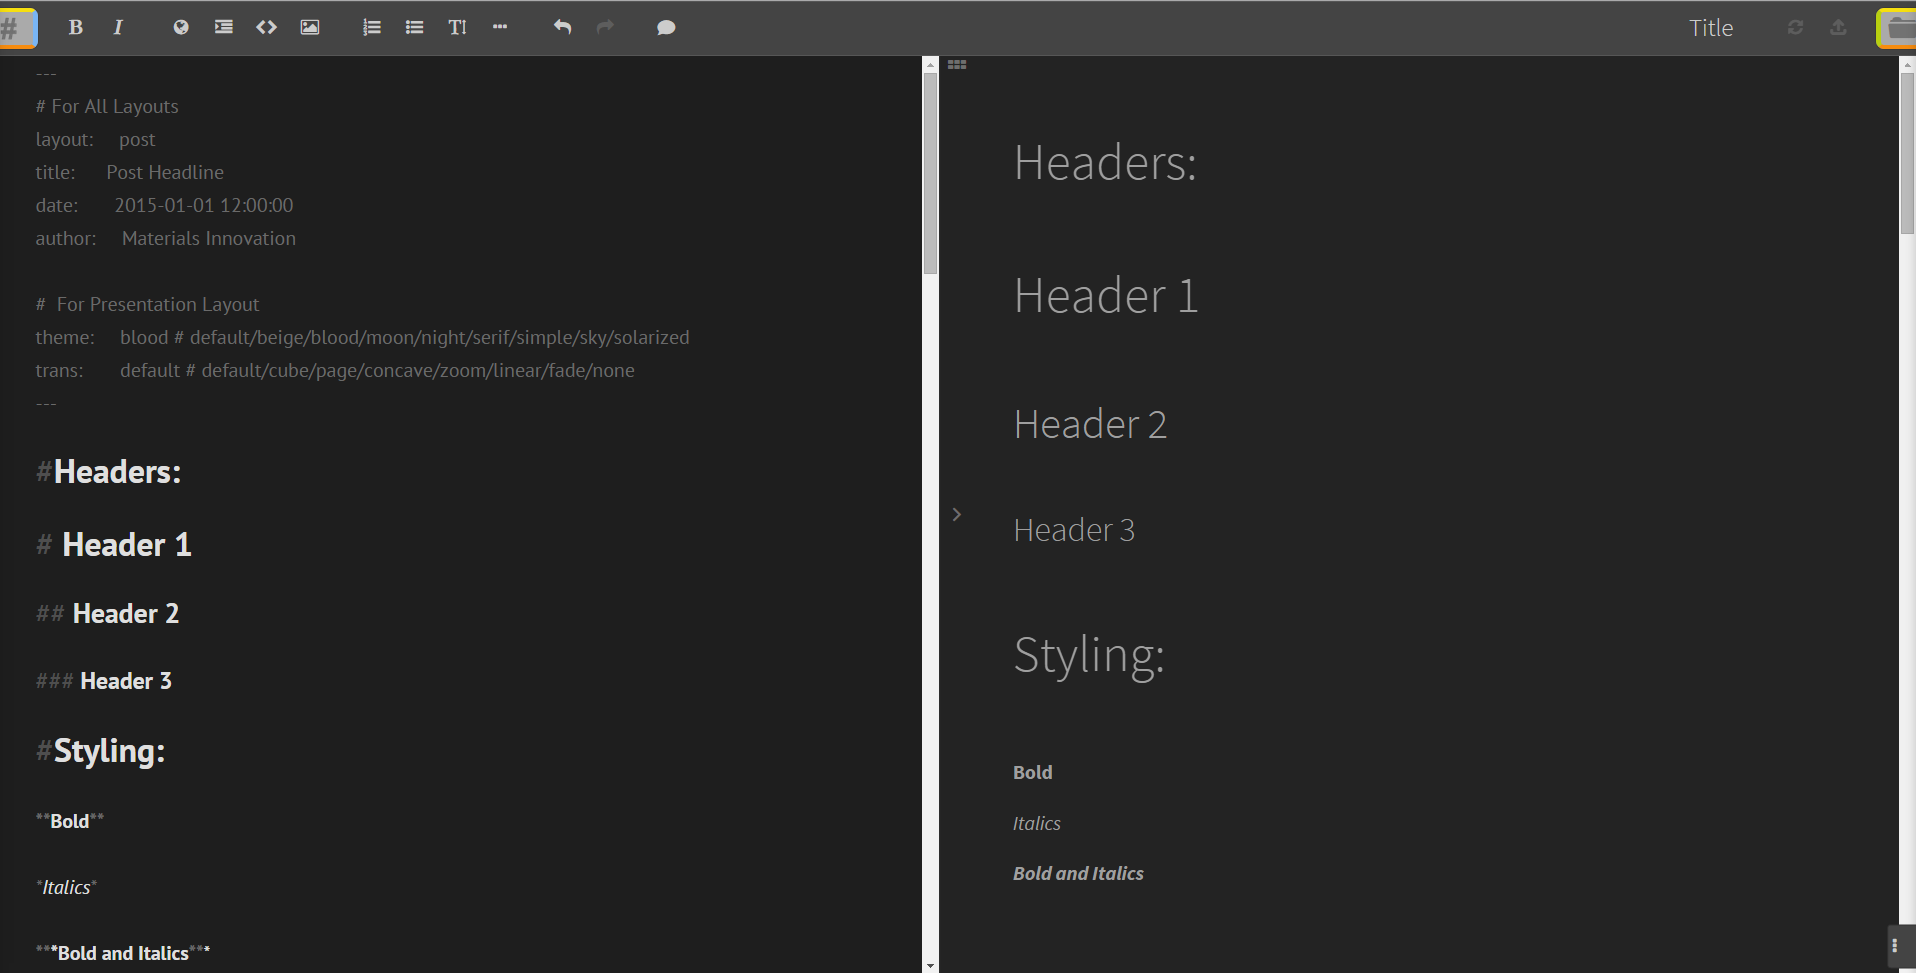 #
B I
Title
---
# For All Layouts
layout: post
title: Post Headline
date: 2015-01-01 12:00:00
author: Materials Innovation
# For Presentation Layout
theme: blood # default/beige/blood/moon/night/serif/simple/sky/solarized
trans: default # default/cube/page/concave/zoom/linear/fade/none
---
#Headers:
# Header 1
## Header 2
### Header 3
#Styling:
**Bold**
*Italics*
***Bold and Italics***
Headers:
Header 1
Header 2
Header 3
Styling:
Bold
Italics
Bold and Italics